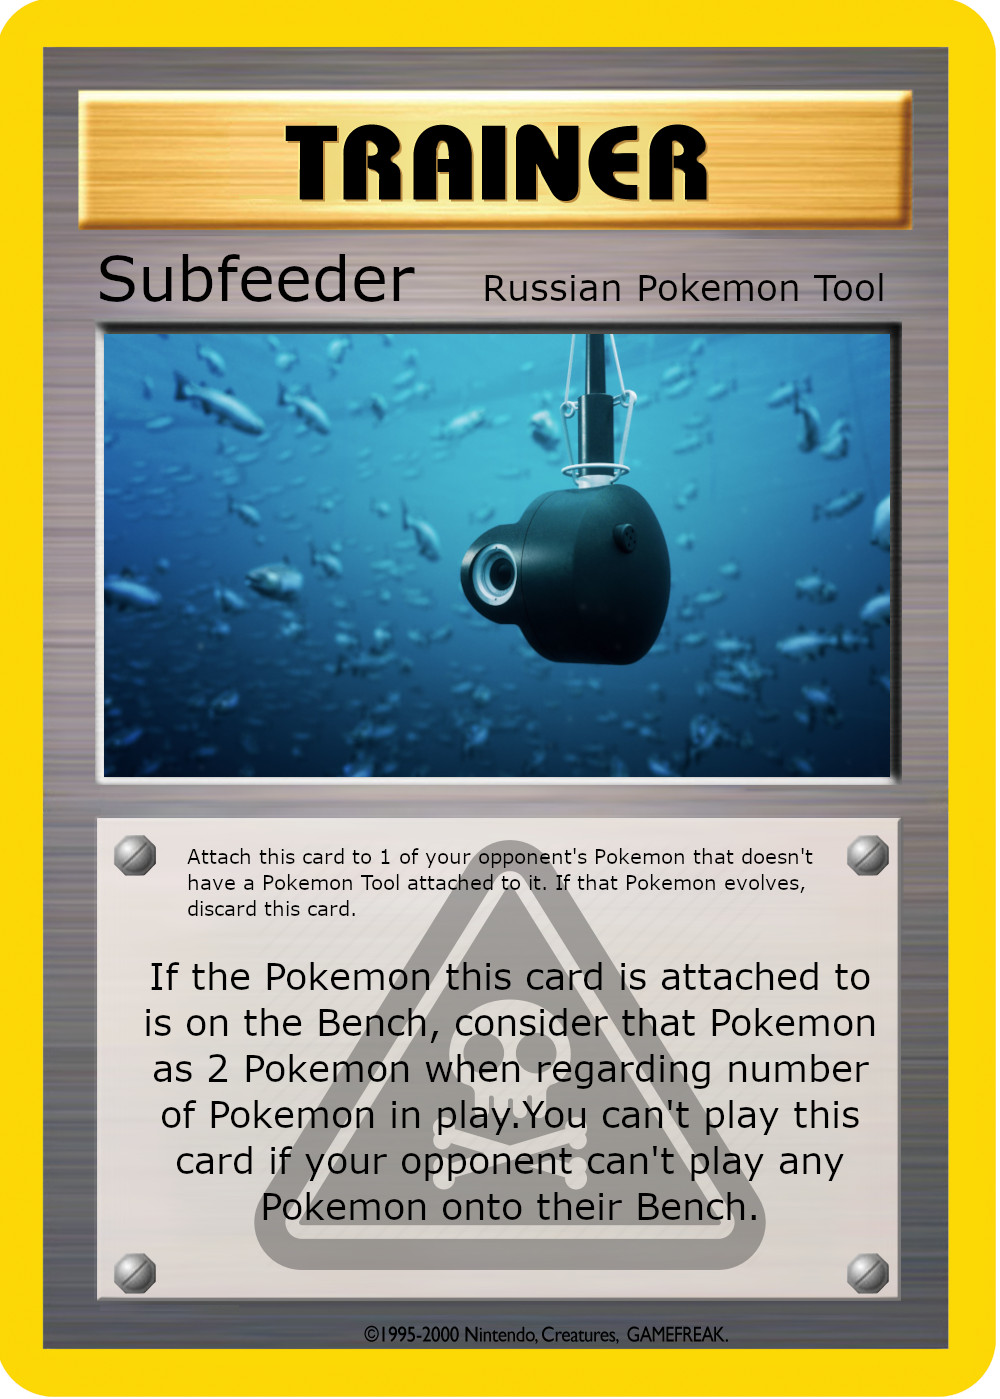 TRAINER
Subfeeder Russian Pokemon Tool
Attach this card to 1 of your opponent's Pokemon that doesn't
have a Pokemon Tool attached to it. If that Pokemon evolves,
discard this card.
If the Pokemon this card is attached to
is on the Bench, consider that Pokemon
as 2 Pokemon when regarding number
of Pokemon in play.You can't play this
card if your opponent can't play any
Pokemon onto their Bench.
©1995-2000 Nintendo, Creatures, GAMEFREAK.